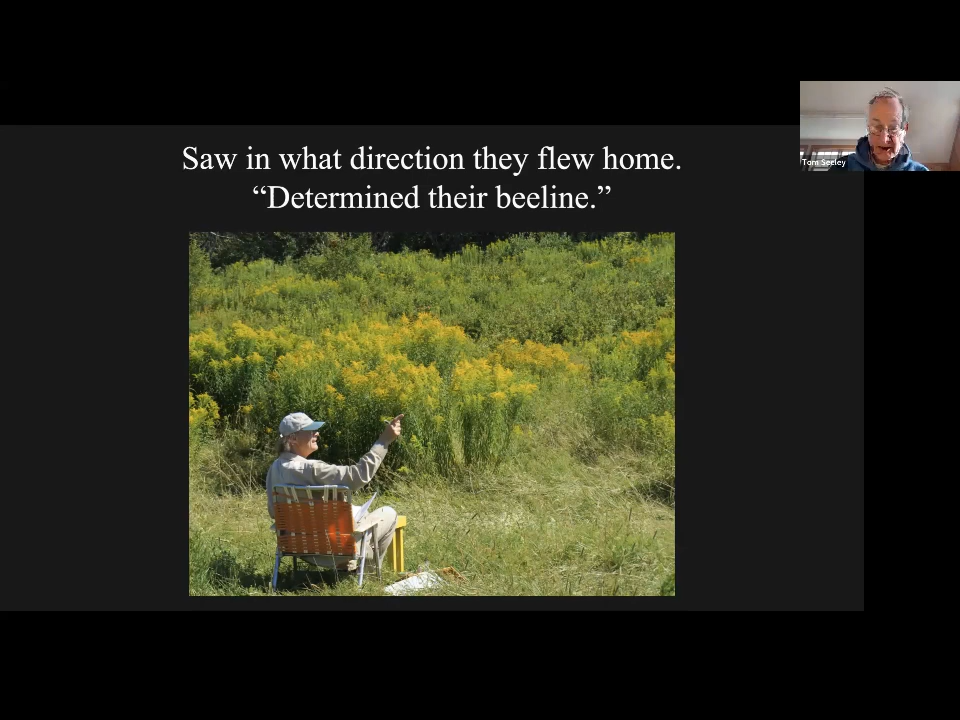 Saw in what direction they flew home.
“Determined their beeline.”
Tom Seeley